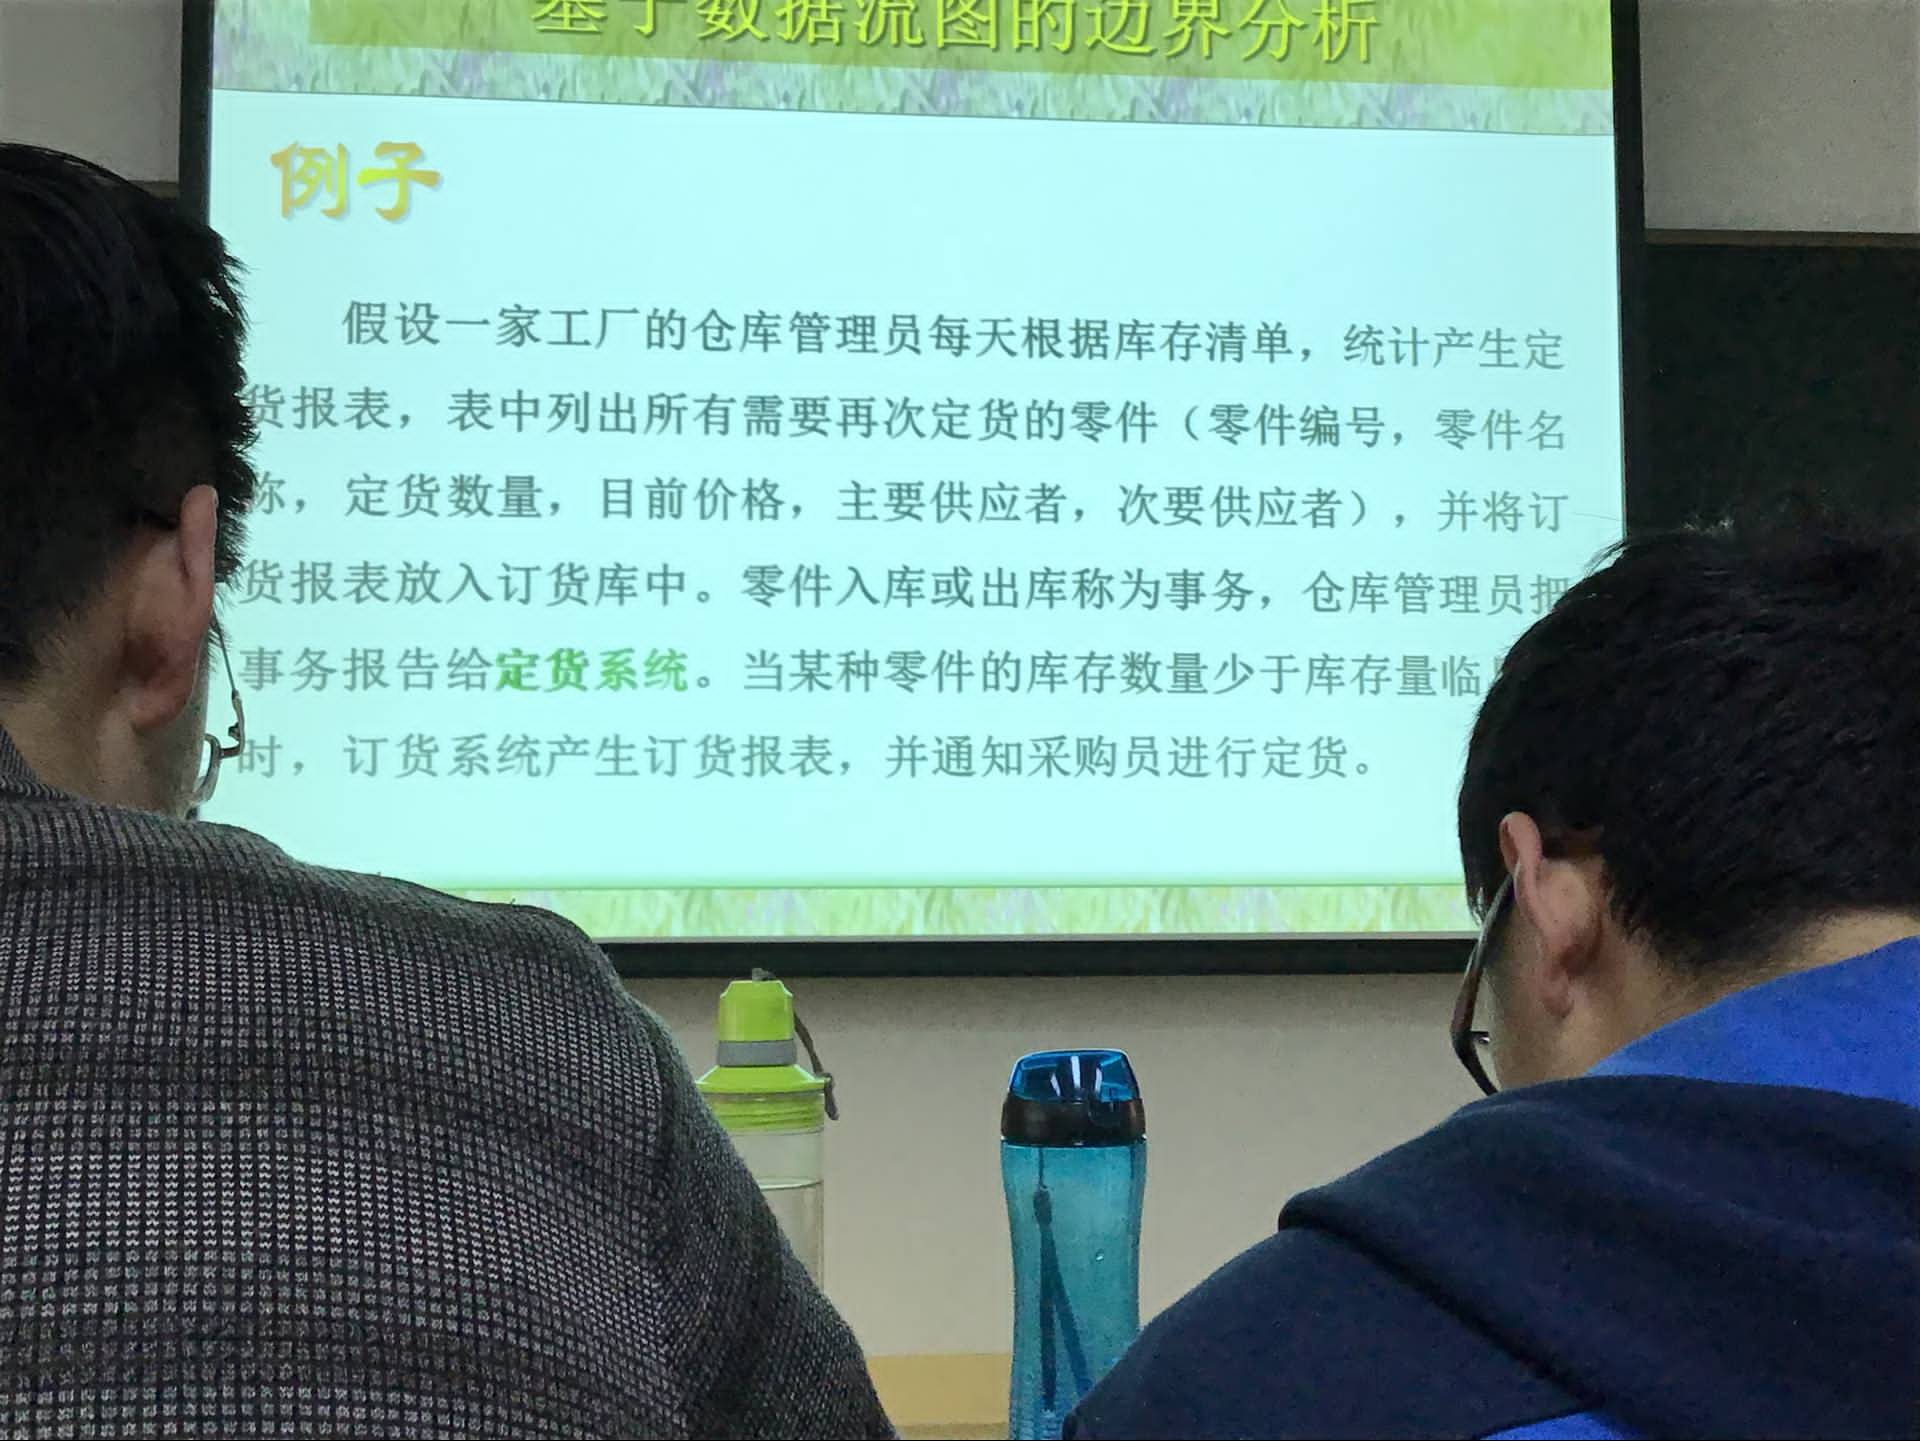 基于数据流图的边界分析
例子
假设一家工厂的仓库管理员每天根据库存清单，统计产生定
货报表，表中列出所有需要再次定货的零件（零件编号，零件名
称，定货数量，目前价格，主要供应者，次要供应者），并将订
货报表放入订货库中。零件入库或出库称为事务，仓库管理员把
事务报告给定货系统。当某种零件的库存数量少于库存量临
时，订货系统产生订货报表，并通知采购员进行定货。